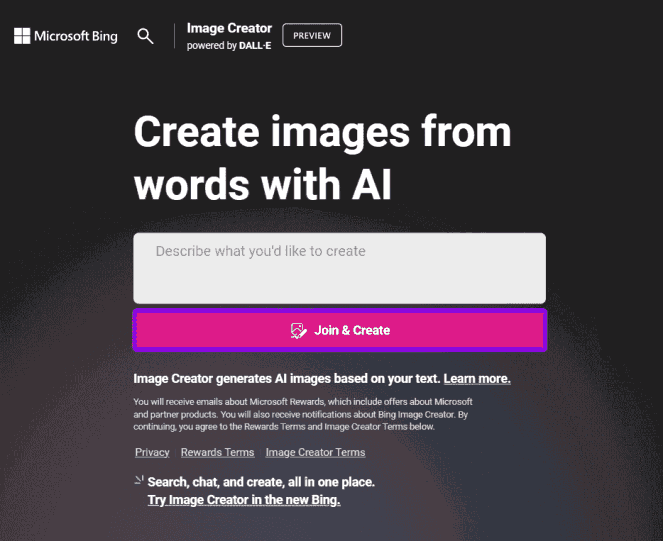 Microsoft Bing
Image Creator
powered by DALL·E
PREVIEW
Create images from
words with AI
Describe what you'd like to create
Join & Create
Image Creator generates AI images based on your text. Learn more.
You will receive emails about Microsoft Rewards, which include offers about Microsoft
and partner products. You will also receive notifications about Bing Image Creator. By
continuing, you agree to the Rewards Terms and Image Creator Terms below.
Privacy Rewards Terms Image Creator Terms
Search, chat, and create, all in one place.
Try Image Creator in the new Bing.